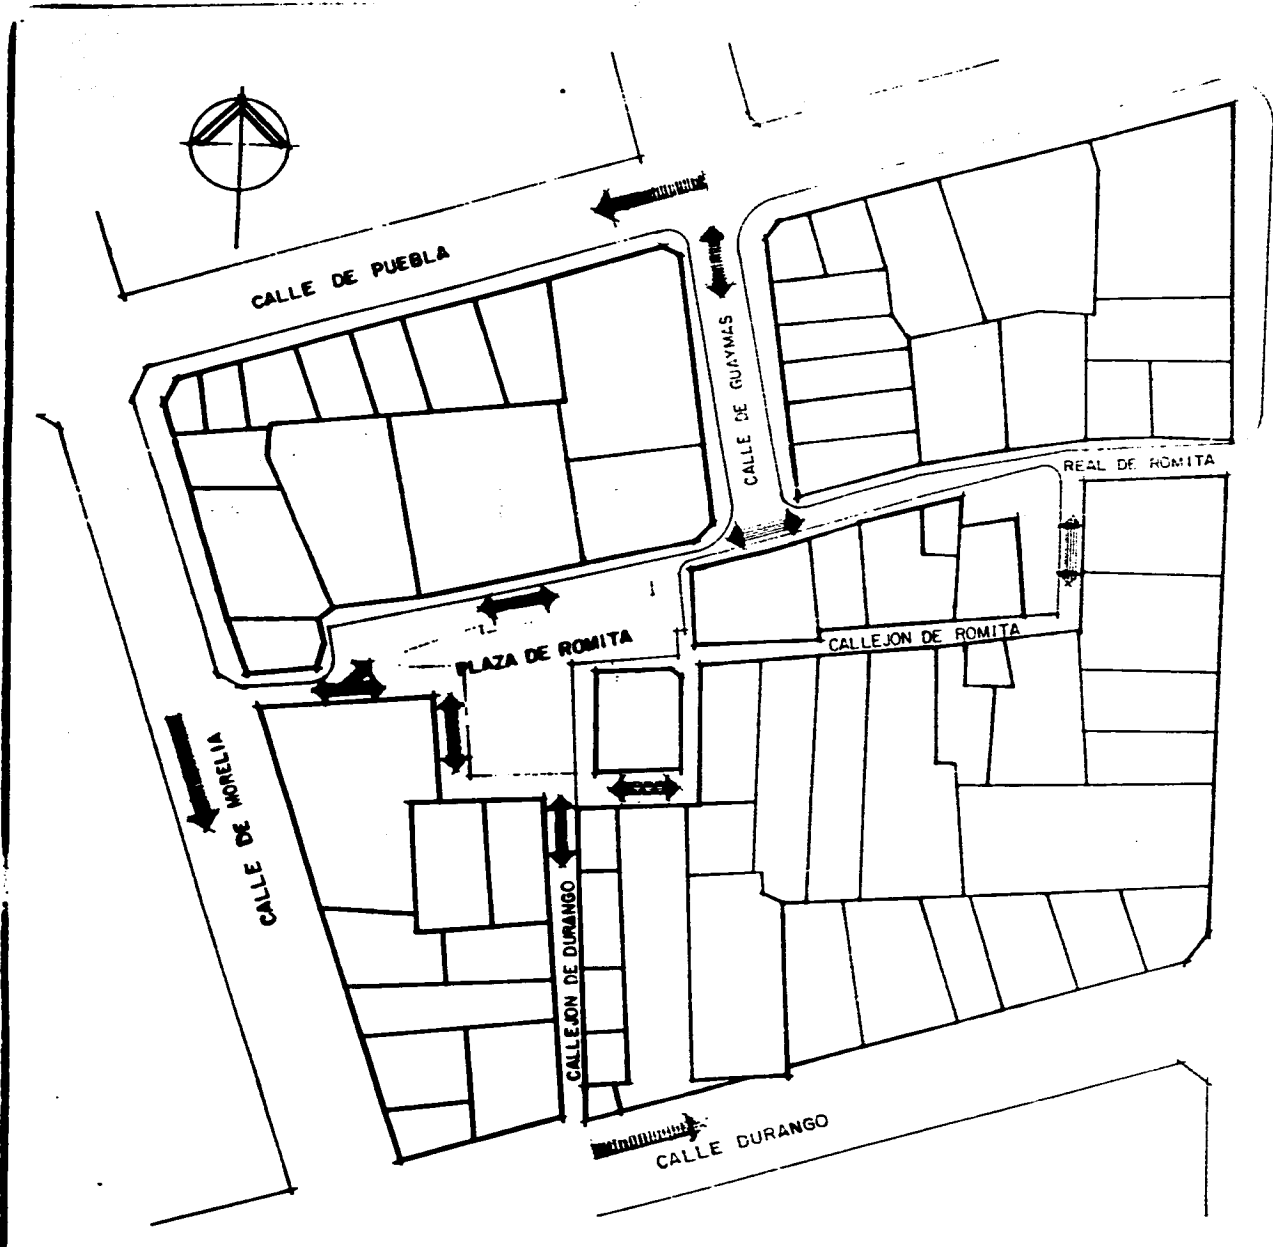 CALLE DE PUEBLA
CALLE DE GUAYMAS
REAL DE ROMITA
PLAZA DE ROMITA
CALLEJON DE ROMITA
CALLE DE MORELIA
CALLEJON DE DURANGO
CALLE DURANGO